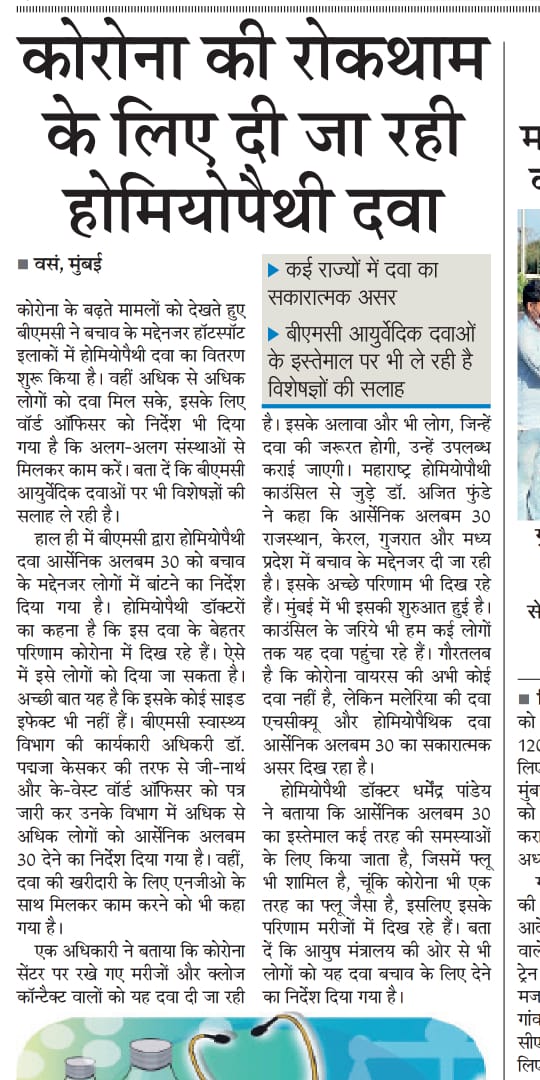 कोरोना की रोकथाम
के लिए दी जा रही
होमियोपैथी दवा
■ वसं, मुंबई
कोरोना के बढ़ते मामलों को देखते हुए
बीएमसी ने बचाव के मद्देनजर हॉटस्पॉट
इलाकों में होमियोपैथी दवा का वितरण
शुरू किया है। वहीं अधिक से अधिक
लोगों को दवा मिल सके, इसके लिए
वॉर्ड ऑफिसर को निर्देश भी दिया
गया है कि अलग-अलग संस्थाओं से
मिलकर काम करें। बता दें कि बीएमसी
आयुर्वेदिक दवाओं पर भी विशेषज्ञों की
सलाह ले रही है।
हाल ही में बीएमसी द्वारा होमियोपैथी
दवा आर्सेनिक अलबम 30 को बचाव
के मद्देनजर लोगों में बांटने का निर्देश
दिया गया है। होमियोपैथी डॉक्टरों
का कहना है कि इस दवा के बेहतर
परिणाम कोरोना में दिख रहे हैं। ऐसे
में इसे लोगों को दिया जा सकता है।
अच्छी बात यह है कि इसके कोई साइड
इफेक्ट भी नहीं हैं। बीएमसी स्वास्थ्य
विभाग की कार्यकारी अधिकरी डॉ.
पद्मजा केसकर की तरफ से जी-नार्थ
और के-वेस्ट वॉर्ड ऑफिसर को पत्र
जारी कर उनके विभाग में अधिक से
अधिक लोगों को आर्सेनिक अलबम
30 देने का निर्देश दिया गया है। वहीं,
दवा की खरीदारी के लिए एनजीओ के
साथ मिलकर काम करने को भी कहा
गया है।
एक अधिकारी ने बताया कि कोरोना
सेंटर पर रखे गए मरीजों और क्लोज
कॉन्टैक्ट वालों को यह दवा दी जा रही
▶ कई राज्यों में दवा का
सकारात्मक असर
▶ बीएमसी आयुर्वेदिक दवाओं
के इस्तेमाल पर भी ले रही है
विशेषज्ञों की सलाह
है। इसके अलावा और भी लोग, जिन्हें
दवा की जरूरत होगी, उन्हें उपलब्ध
कराई जाएगी। महाराष्ट्र होमियोपौथी
काउंसिल से जुड़े डॉ. अजित फुंडे
ने कहा कि आर्सेनिक अलबम 30
राजस्थान, केरल, गुजरात और मध्य
प्रदेश में बचाव के मद्देनजर दी जा रही
है। इसके अच्छे परिणाम भी दिख रहे
हैं। मुंबई में भी इसकी शुरुआत हुई है।
काउंसिल के जरिये भी हम कई लोगों
तक यह दवा पहुंचा रहे हैं। गौरतलब
है कि कोरोना वायरस की अभी कोई
दवा नहीं है, लेकिन मलेरिया की दवा
एचसीक्यू और होमियोपैथिक दवा
आर्सेनिक अलबम 30 का सकारात्मक
असर दिख रहा है।
होमियोपैथी डॉक्टर धर्मेंद्र पांडेय
ने बताया कि आर्सेनिक अलबम 30
का इस्तेमाल कई तरह की समस्याओं
के लिए किया जाता है, जिसमें फ्लू
भी शामिल है, चूंकि कोरोना भी एक
तरह का फ्लू जैसा है, इसलिए इसके
परिणाम मरीजों में दिख रहे हैं। बता
दें कि आयुष मंत्रालय की ओर से भी
लोगों को यह दवा बचाव के लिए देने
का निर्देश दिया गया है।
से
को
120
लिए
मुंब
को
करा
अध
की
आदे
वाले
ट्रेन
मज
गांव
सीए
लिए